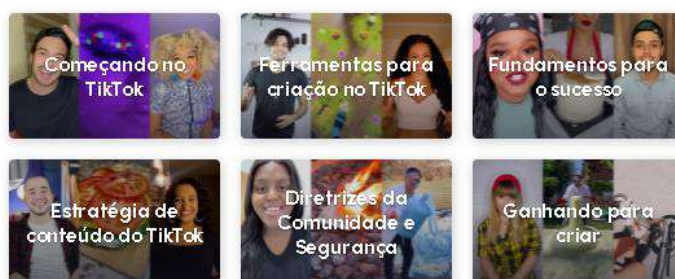 Começando no
TikTok
Ferramentas para
criação no TikTok
Fundamentos para
o sucesso
Estratégia de
conteúdo do TikTok
Diretrizes da
Comunidade e
Segurança
Ganhando para
criar